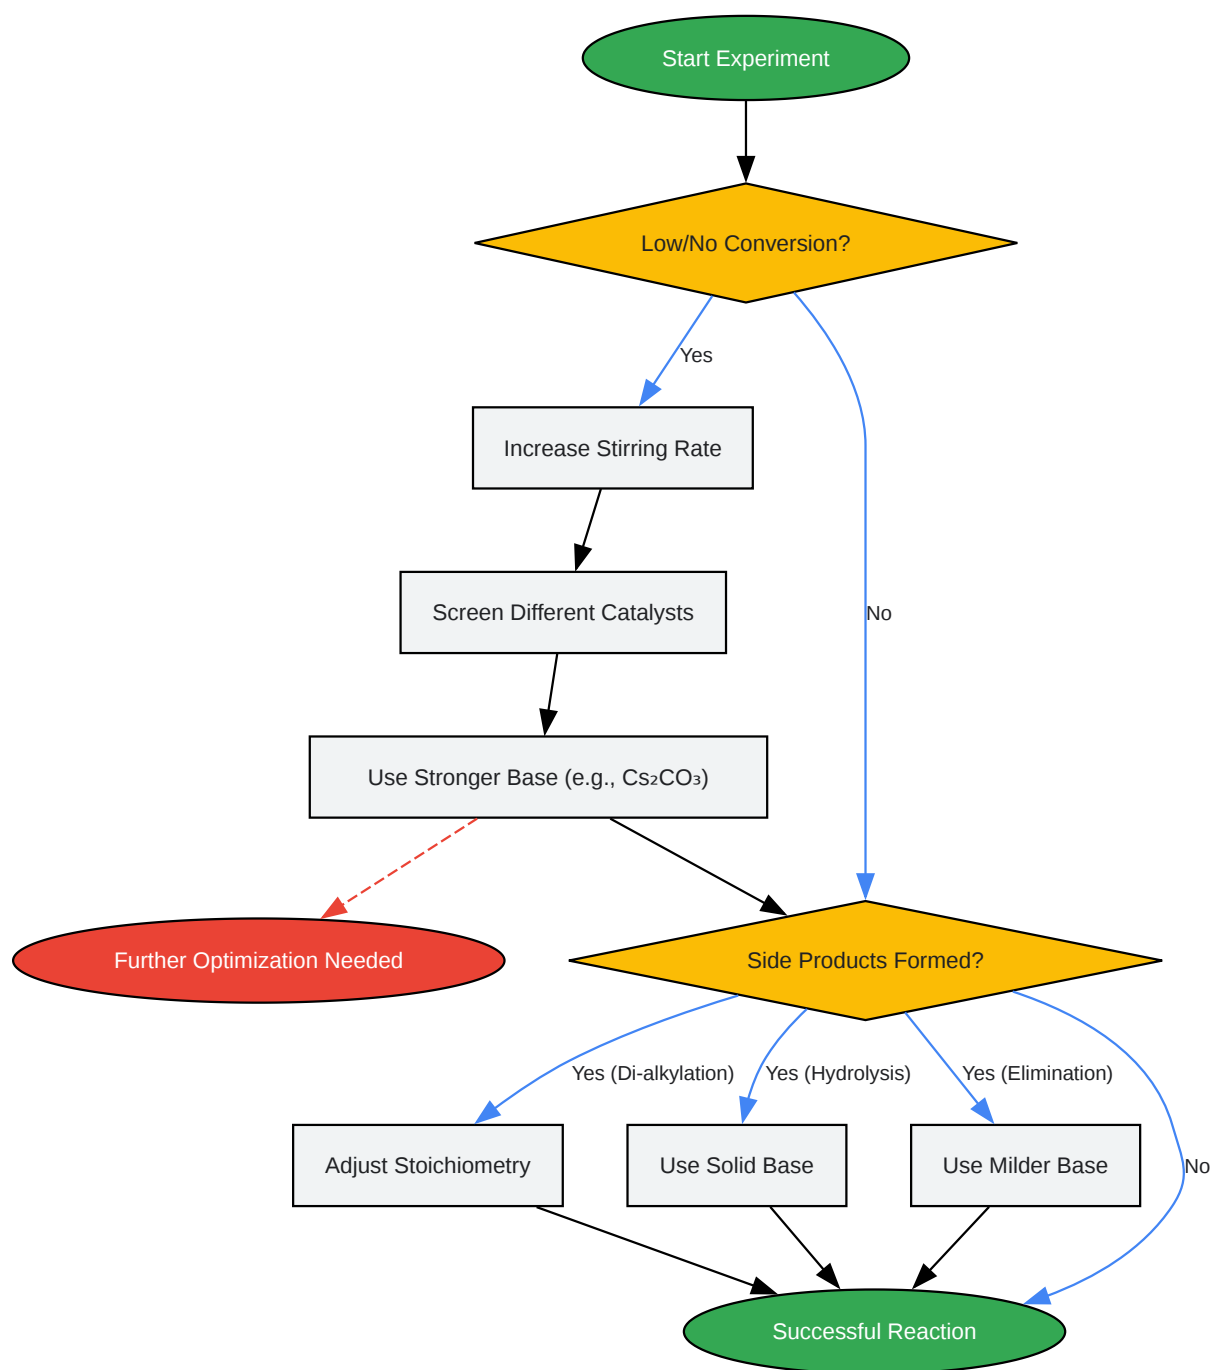 Start Experiment
Low/No Conversion?
Yes
Increase Stirring Rate
Screen Different Catalysts
No
Use Stronger Base (e.g., Cs₂CO₃)
Further Optimization Needed
Side Products Formed?
Yes (Di-alkylation)
Yes (Hydrolysis)
Yes (Elimination)
Adjust Stoichiometry
Use Solid Base
Use Milder Base
No
Successful Reaction